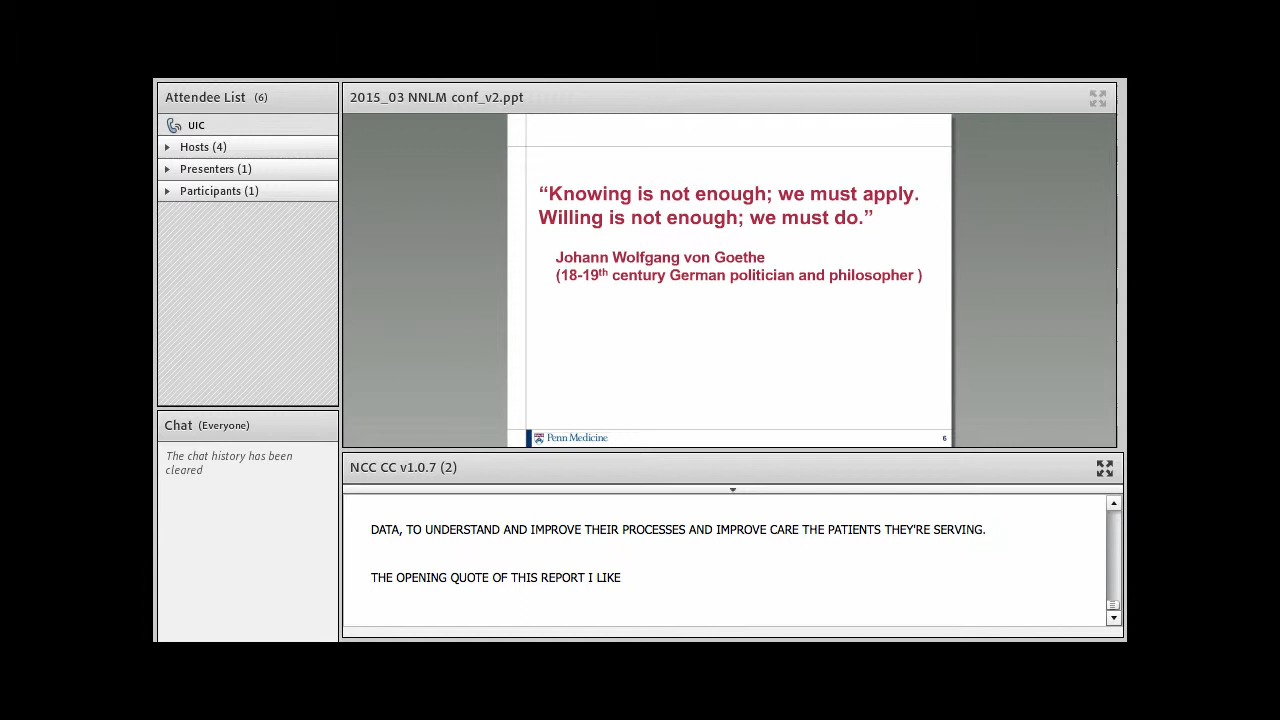 Attendee List (6)
UIC
Hosts (4)
Presenters (1)
Participants (1)
Chat (Everyone)
The chat history has been
cleared
2015_03 NNLM conf_v2.ppt
“Knowing is not enough; we must apply.
Willing is not enough; we must do.”
Johann Wolfgang von Goethe
(18-19th century German politician and philosopher )
Penn Medicine
6
NCC CC v1.0.7 (2)
DATA, TO UNDERSTAND AND IMPROVE THEIR PROCESSES AND IMPROVE CARE THE PATIENTS THEY'RE SERVING.
THE OPENING QUOTE OF THIS REPORT I LIKE